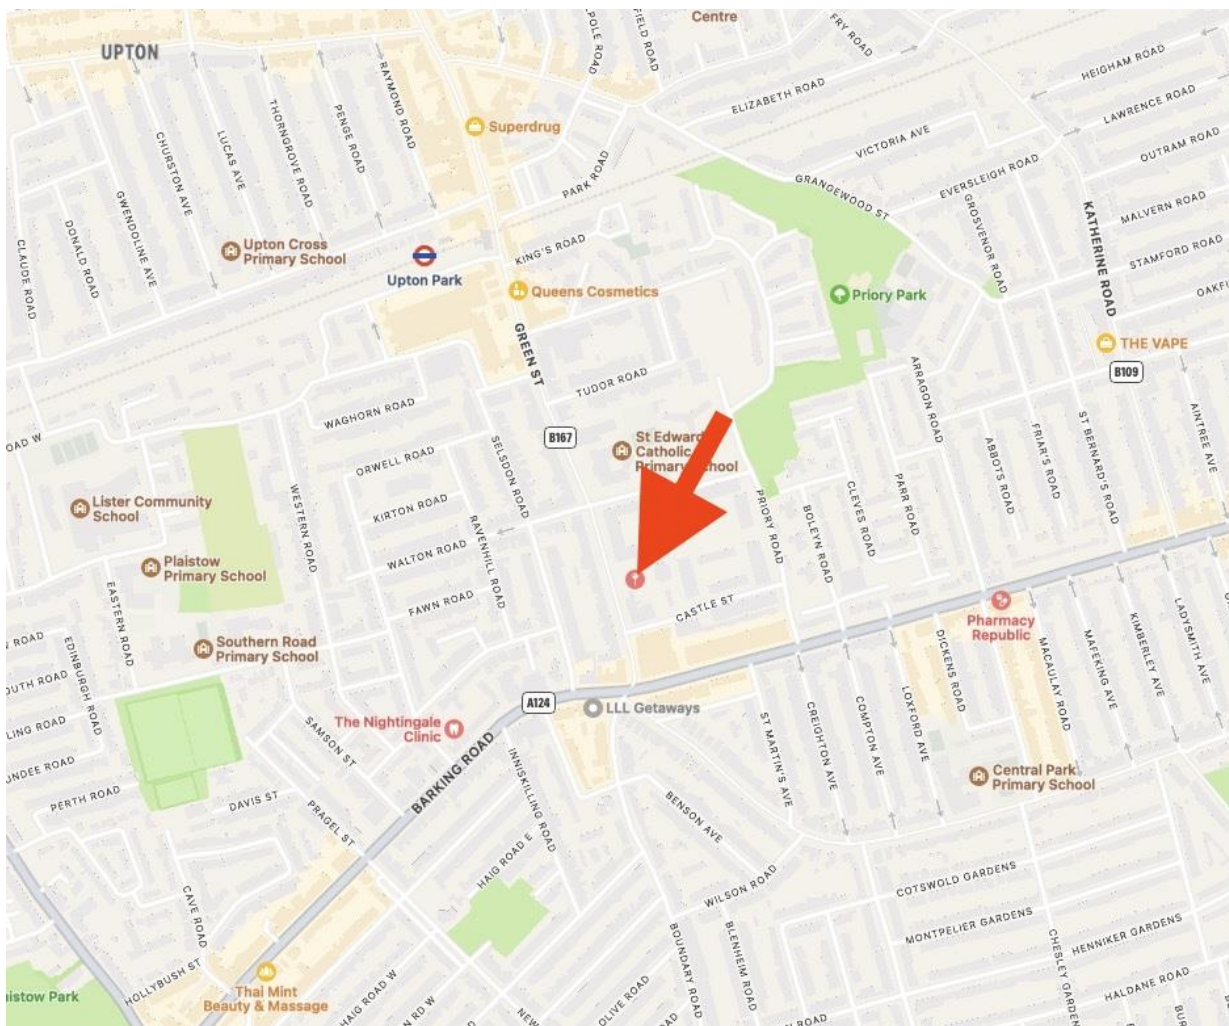 Centre
POLE ROAD
FIELD ROAD
FRY ROAD
UPTON
HEIGHAM ROAD
RAYMOND ROAD
ELIZABETH ROAD
LAWRENCE ROAD
PENGE ROAD
THORNGROVE ROAD
LUCAS AVE
CHURSTON AVE
Superdrug
VICTORIA AVE
OUTRAM ROAD
GWENDOLINE AVE
DONALD ROAD
CLAUDE ROAD
PARK ROAD
GRANGEWOOD ST
EVERSLEIGH ROAD
GROSVENOR ROAD
KATHERINE ROAD
MALVERN ROAD
STAMFORD ROAD
Upton Cross
Primary School
KING'S ROAD
Upton Park
Queens Cosmetics
Priory Park
OAKFI
GREEN ST
THE VAPE
B109
TUDOR ROAD
ARRAGON ROAD
WAGHORN ROAD
AINTREE AVE
B167
St Edward
Catholic
Primary School
OAD W
SELSDON ROAD
ORWELL ROAD
ABBOTS ROAD
FRIAR'S ROAD
ST BERNARD'S ROAD
Lister Community
School
WESTERN ROAD
KIRTON ROAD
PARR ROAD
CLEVES ROAD
BOLEYN ROAD
PRIORY ROAD
RAVENHILL ROAD
WALTON ROAD
Plaistow
Primary School
EASTERN ROAD
FAWN ROAD
CASTLE ST
Pharmacy
Republic
Southern Road
Primary School
ROAD
EDINBURGH ROAD
OUTH ROAD
DICKENS ROAD
MACAULAY ROAD
MAFEKING AVE
KIMBERLEY AVE
LADYSMITH AVE
A124
LLL Getaways
The Nightingale
Clinic
LING ROAD
SAMSON ST
UNDEE ROAD
BARKING ROAD
INNISKILLING ROAD
ST MARTIN'S AVE
CREIGHTON AVE
COMPTON AVE
LOXFORD AVE
Central Park
Primary School
PERTH ROAD
DAVIS ST
PRAGEL ST
BENSON AVE
HAIG ROAD E
WILSON ROAD
COTSWOLD GARDENS
CAVE ROAD
MONTPELIER GARDENS
HENNIKER GARDENS
BOUNDARY ROAD
BLENHEIM ROAD
CHESLEY GARDENS
HOLLYBUSH ST
HALDANE ROAD
aistow Park
Thai Mint
Beauty & Massage
HAIG ROAD W
RD W
NEW
OLIVE ROAD